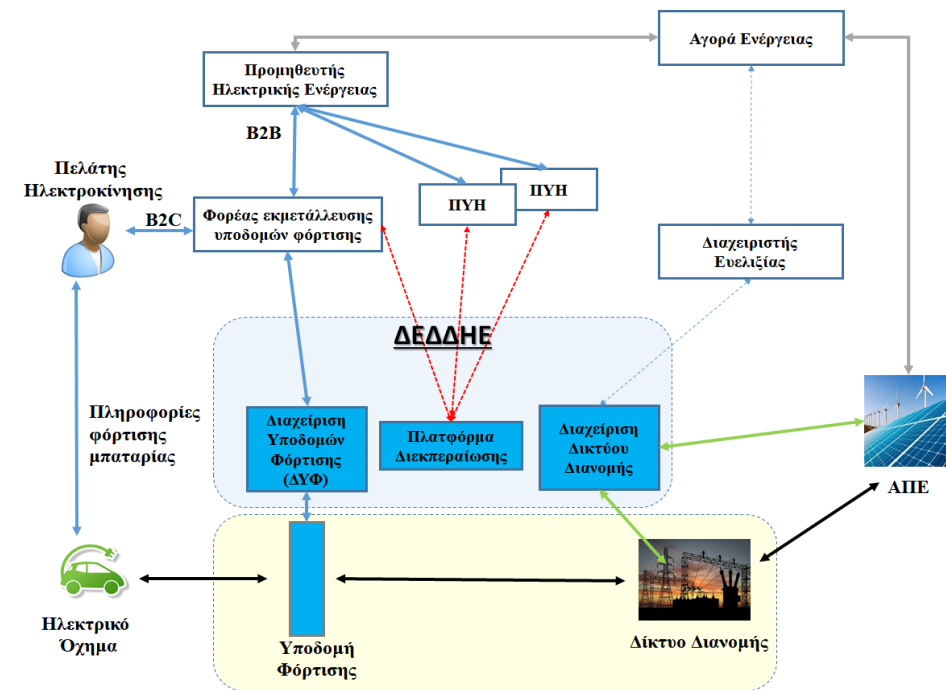 Αγορά Ενέργειας
Προμηθευτής
Ηλεκτρικής Ενέργειας
B2B
Πελάτης
Ηλεκτροκίνησης
ΠΥΗ
ΠΥΗ
B2C
Φορέας εκμετάλλευσης
υποδομών φόρτισης
Διαχειριστής
Ευελιξίας
ΔΕΔΔΗΕ
Πληροφορίες
φόρτισης
μπαταρίας
Διαχείριση
Υποδομών
Φόρτισης
(ΔΥΦ)
Πλατφόρμα
Διεκπεραίωσης
Διαχείριση
Δικτύου
Διανομής
ΑΠΕ
Ηλεκτρικό
Όχημα
Υποδομή
Φόρτισης
Δίκτυο Διανομής